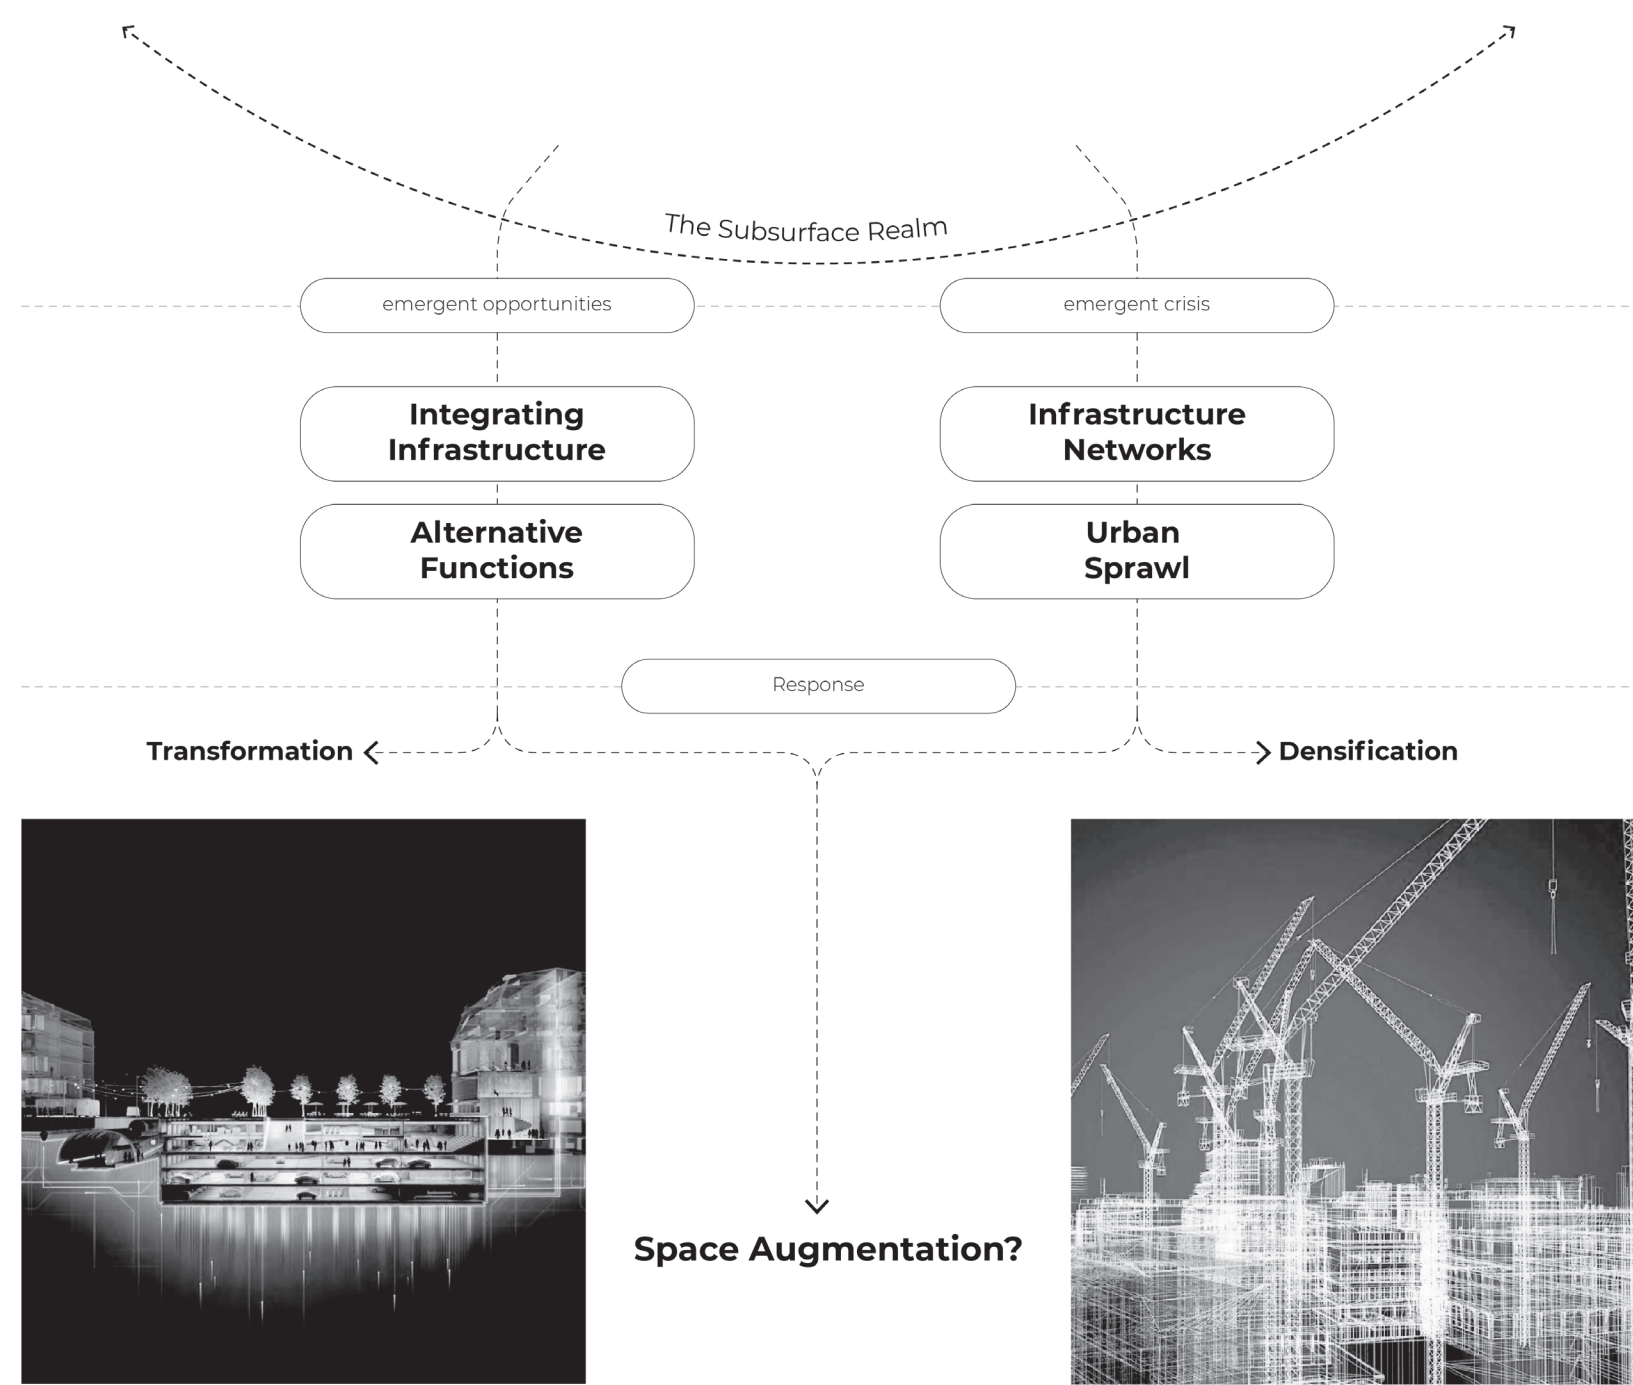 The Subsurface Realm
emergent opportunities
emergent crisis
Integrating
Infrastructure
Infrastructure
Networks
Alternative
Functions
Urban
Sprawl
Response
Transformation
Densification
Space Augmentation?